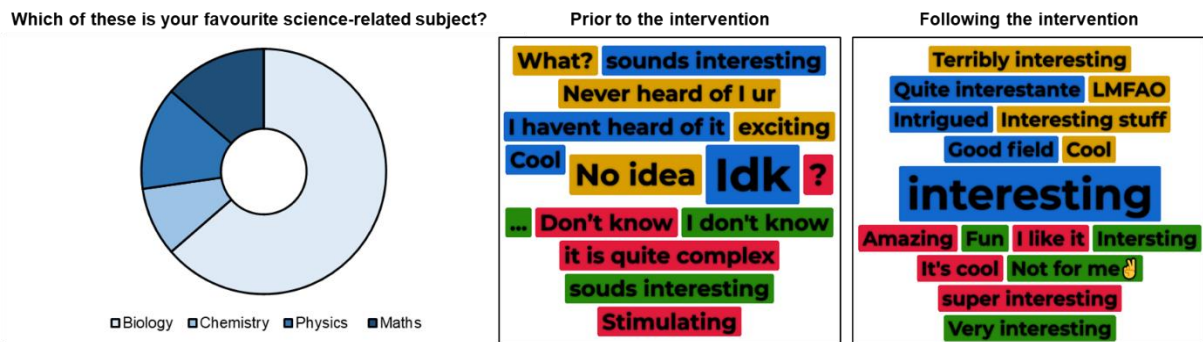 Which of these is your favourite science-related subject?
Biology Chemistry Physics Maths
Prior to the intervention
What? sounds interesting
Never heard of I ur
I havent heard of it exciting
Cool No idea Idk ?
... Don't know I don't know
it is quite complex
souds interesting
Stimulating
Following the intervention
Terribly interesting
Quite interestante LMFAO
Intrigued Interesting stuff
Good field Cool
interesting
Amazing Fun I like it Intersting
It's cool Not for me✌
super interesting
Very interesting